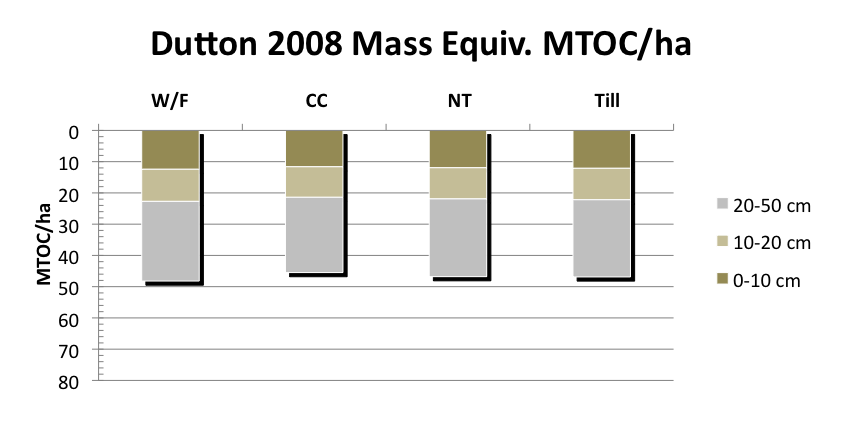 Dutton 2008 Mass Equiv. MTOC/ha
W/F CC NT Till
0
10
20
30
40
50
60
70
80
MTOC/ha
20-50 cm
10-20 cm
0-10 cm